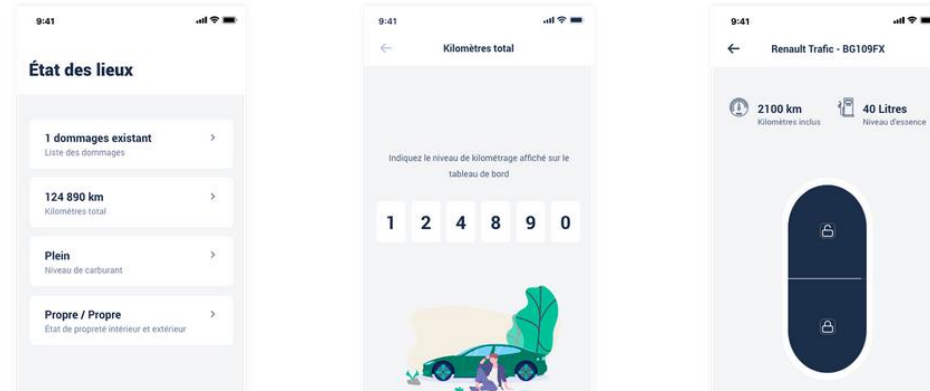 9:41
État des lieux
1 dommages existant
Liste des dommages
124 890 km
Kilomètres total
Plein
Niveau de carburant
Propre / Propre
État de propreté intérieur et extérieur
9:41
Kilomètres total
Indiquez le niveau de kilométrage affiché sur le
tableau de bord
1 2 4 8 9 0
9:41
Renault Trafic - BG109FX
2100 km
Kilomètres inclus
40 Litres
Niveau d'essence